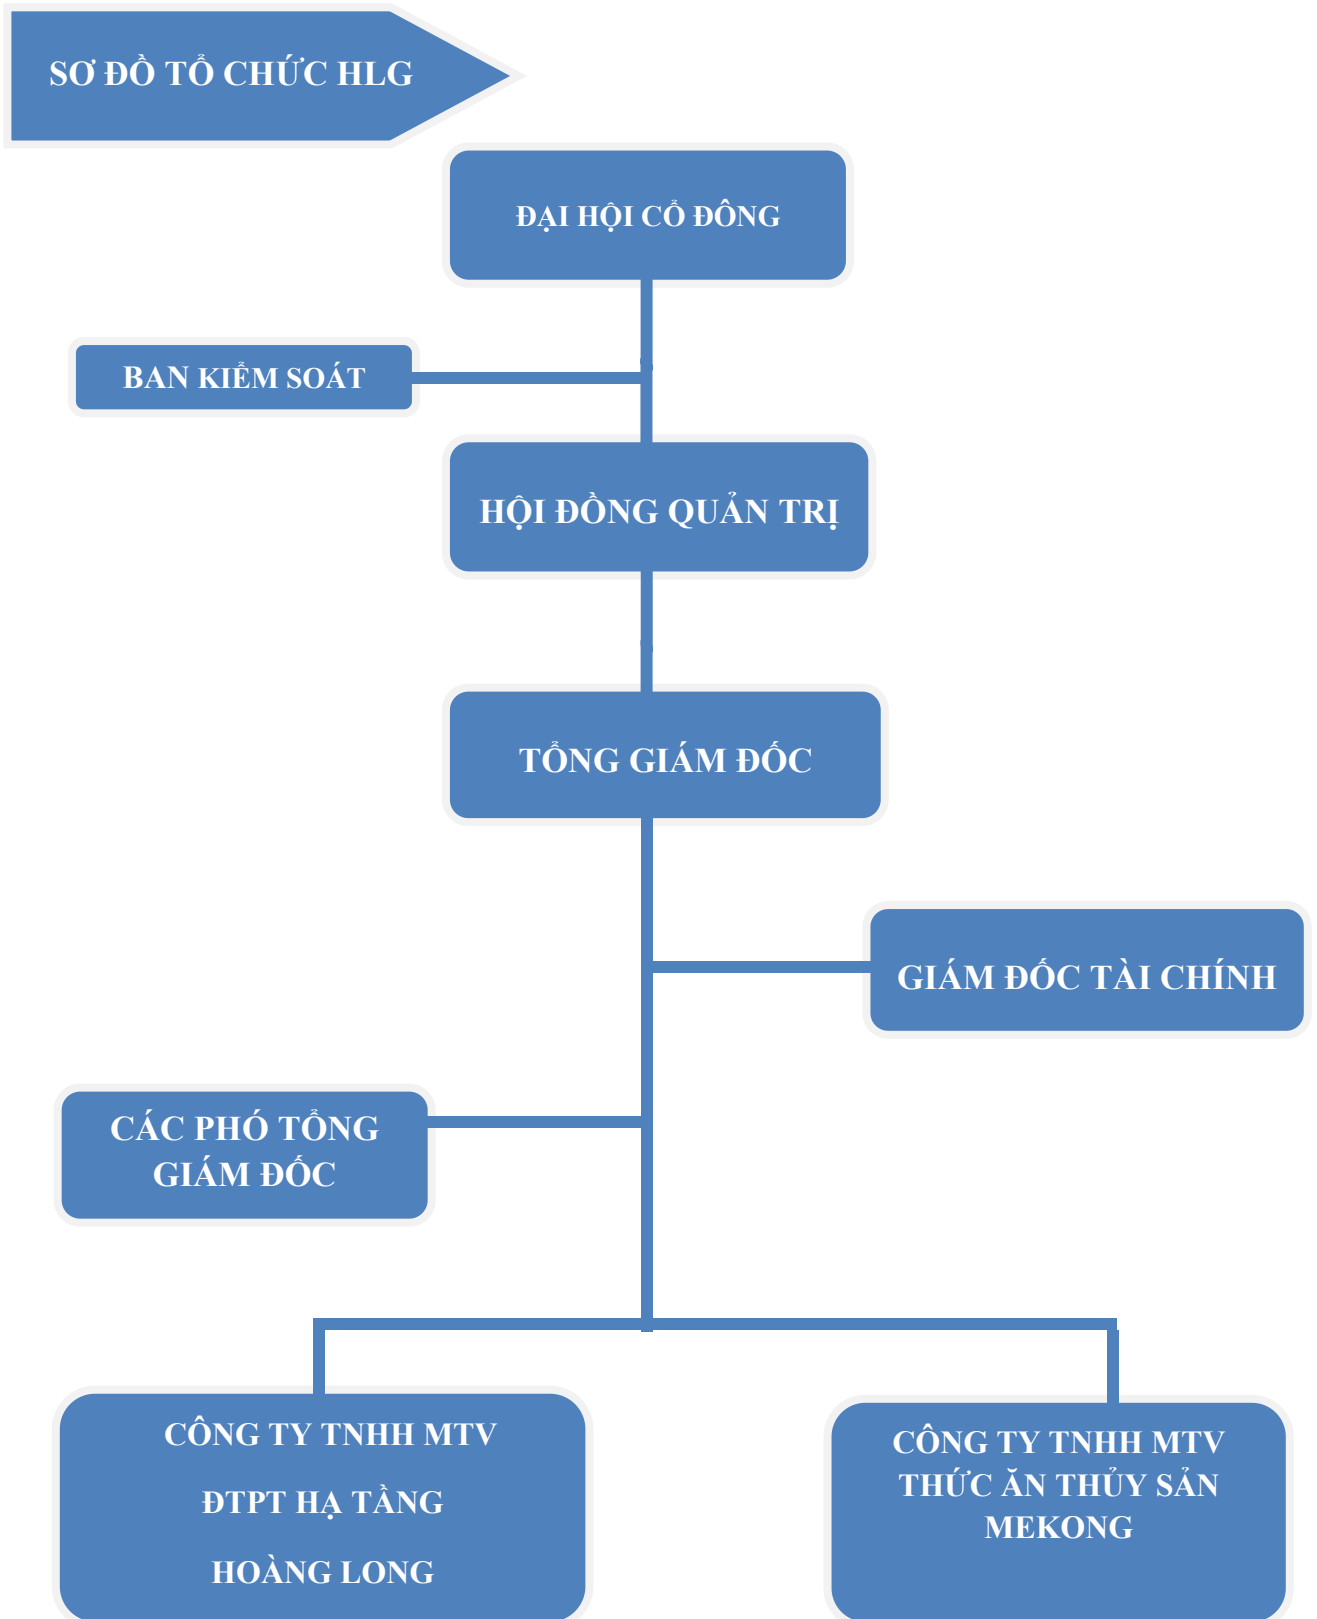 SƠ ĐỒ TỔ CHỨC HLG
ĐẠI HỘI CỔ ĐÔNG
BAN KIỂM SOÁT
HỘI ĐỒNG QUẢN TRỊ
TỔNG GIÁM ĐỐC
GIÁM ĐỐC TÀI CHÍNH
CÁC PHÓ TỔNG
GIÁM ĐỐC
CÔNG TY TNHH MTV
ĐTPT HẠ TẦNG
HOÀNG LONG
CÔNG TY TNHH MTV
THỨC ĂN THỦY SẢN
MEKONG